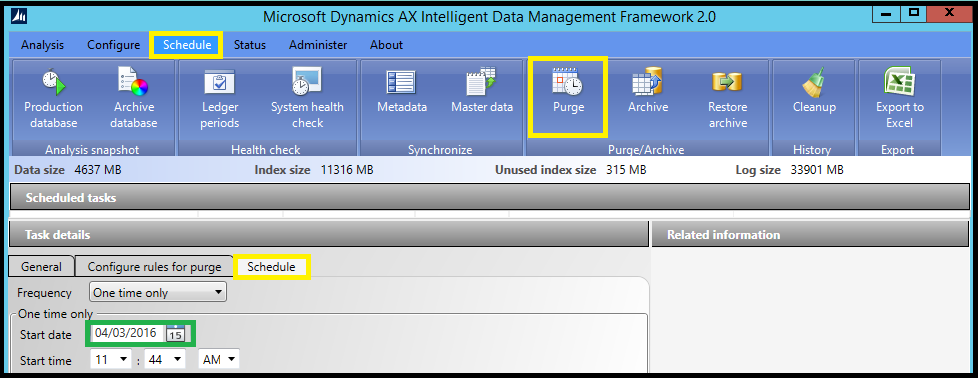 Microsoft Dynamics AX Intelligent Data Management Framework 2.0
Analysis Configure Schedule Status Administer About
Production Archive Ledger System health Metadata Master data Purge Archive Restore Cleanup Export to
database database periods check archive Excel
Analysis snapshot Health check Synchronize Purge/Archive History Export
Data size 4637 MB Index size 11316 MB Unused index size 315 MB Log size 33901 MB
Scheduled tasks
Task details Related information
General Configure rules for purge Schedule
Frequency One time only
One time only
Start date 04/03/2016 15
Start time 11 : 44 AM